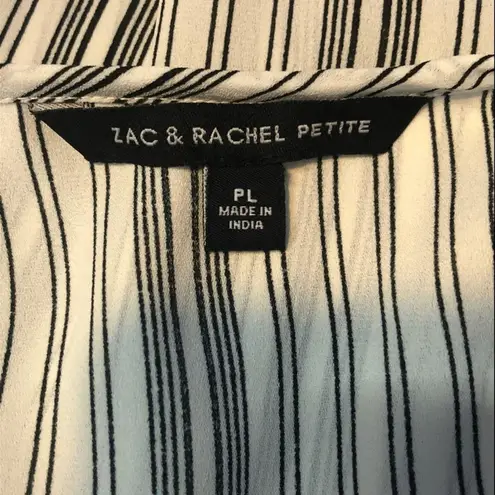 ZAC & RACHEL PETITE
PL
MADE IN
INDIA